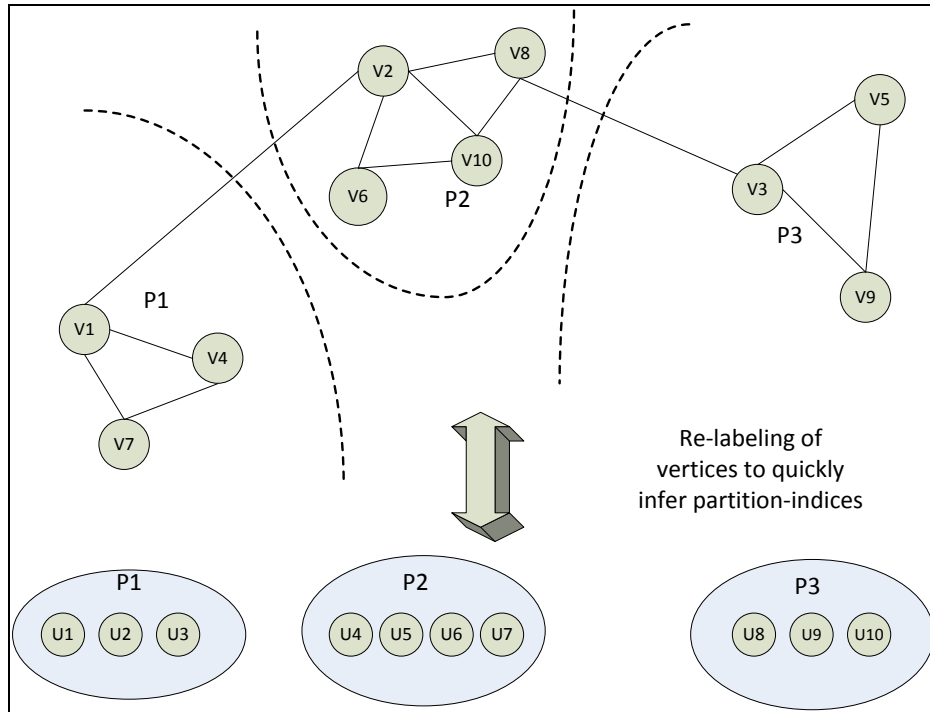 V8
V2
V5
V10
V3
V6
P2
P3
V9
P1
V1
V4
V7
Re-labeling of
vertices to quickly
infer partition-indices
P1
P2
P3
U1 U2 U3
U4 U5 U6 U7
U8 U9 U10